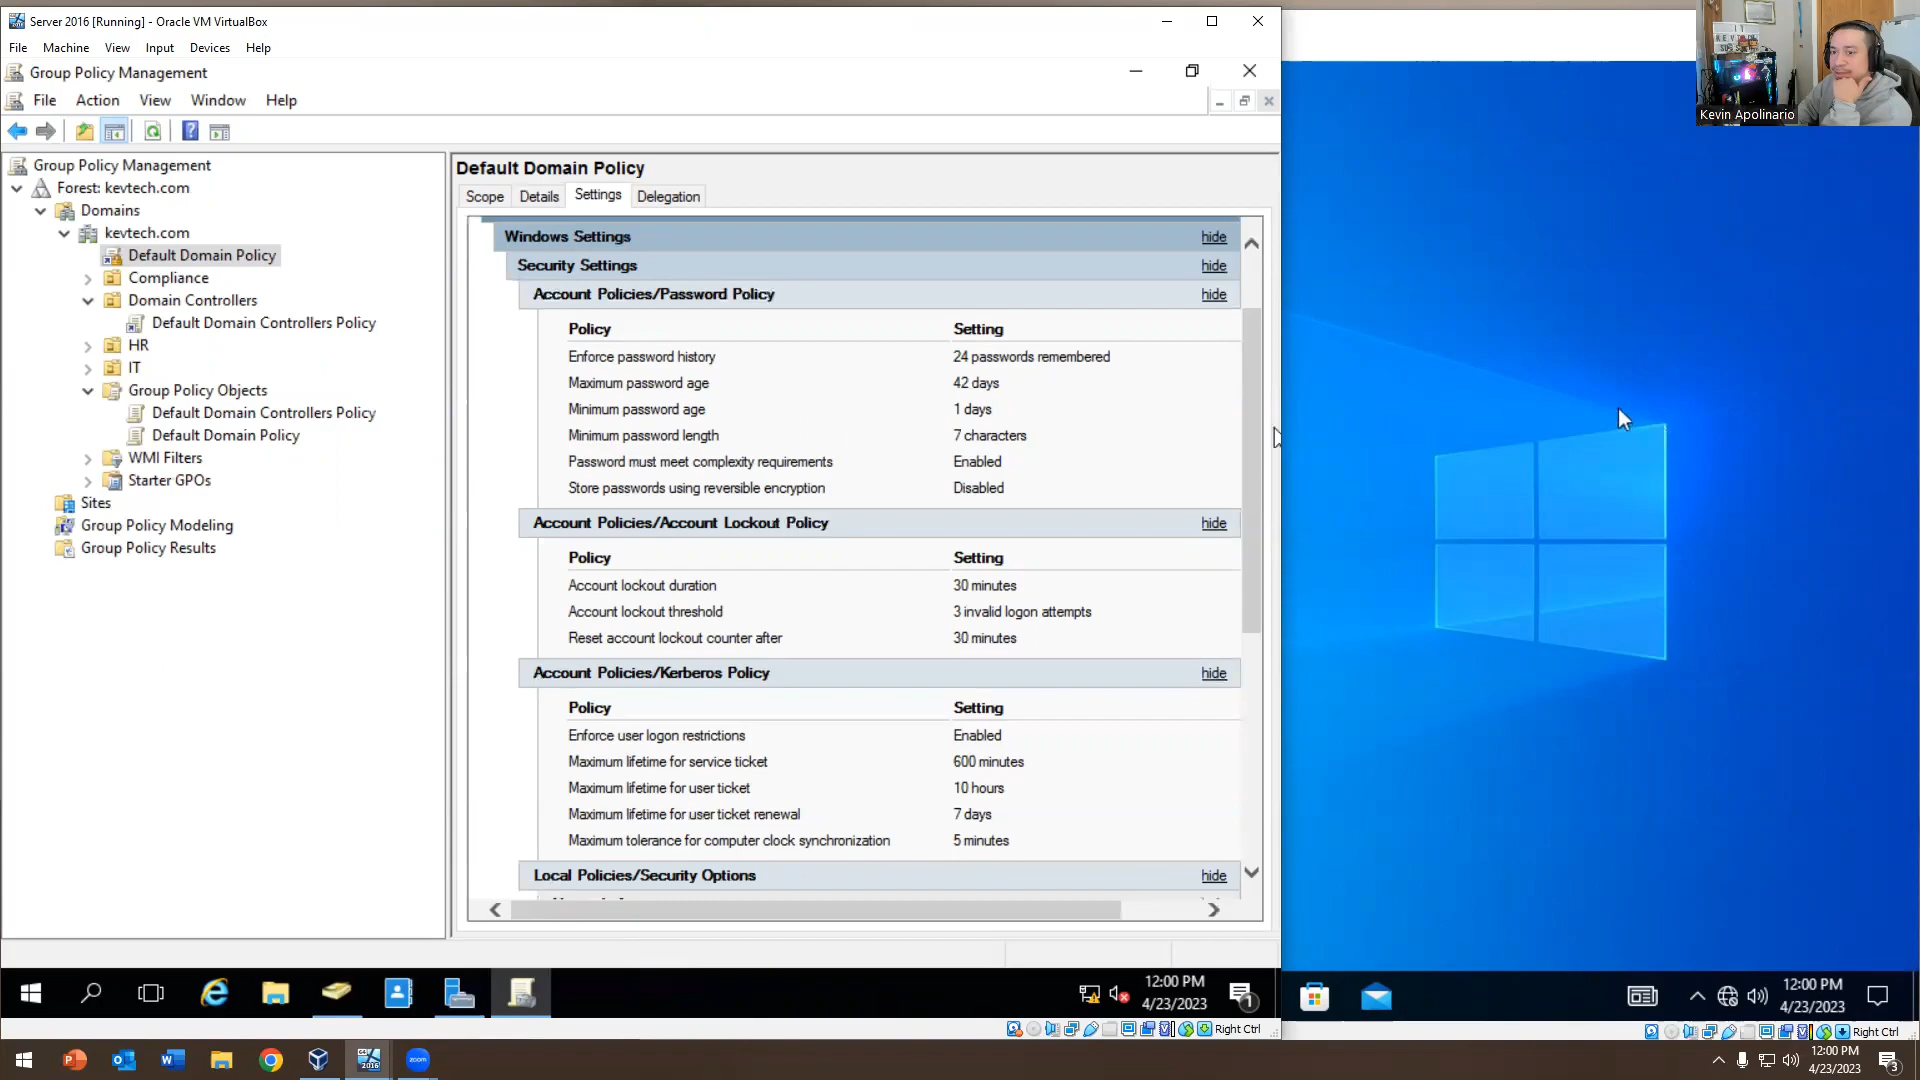 Server 2016 [Running] - Oracle VM VirtualBox
File Machine View Input Devices Help
Group Policy Management
File Action View Window Help
Group Policy Management
Forest: kevtech.com
Domains
kevtech.com
Default Domain Policy
Compliance
Domain Controllers
Default Domain Controllers Policy
HR
IT
Group Policy Objects
Default Domain Controllers Policy
Default Domain Policy
WMI Filters
Starter GPOs
Sites
Group Policy Modeling
Group Policy Results
Default Domain Policy
Scope Details Settings Delegation
Windows Settings hide
Security Settings hide
Account Policies/Password Policy hide
Policy Setting
Enforce password history 24 passwords remembered
Maximum password age 42 days
Minimum password age 1 days
Minimum password length 7 characters
Password must meet complexity requirements Enabled
Store passwords using reversible encryption Disabled
Account Policies/Account Lockout Policy hide
Policy Setting
Account lockout duration 30 minutes
Account lockout threshold 3 invalid logon attempts
Reset account lockout counter after 30 minutes
Account Policies/Kerberos Policy hide
Policy Setting
Enforce user logon restrictions Enabled
Maximum lifetime for service ticket 600 minutes
Maximum lifetime for user ticket 10 hours
Maximum lifetime for user ticket renewal 7 days
Maximum tolerance for computer clock synchronization 5 minutes
Local Policies/Security Options hide
12:00 PM
4/23/2023
1
Right Ctrl
Kevin Apolinario
12:00 PM
4/23/2023
Right Ctrl
2016
zoom
12:00 PM
4/23/2023
3